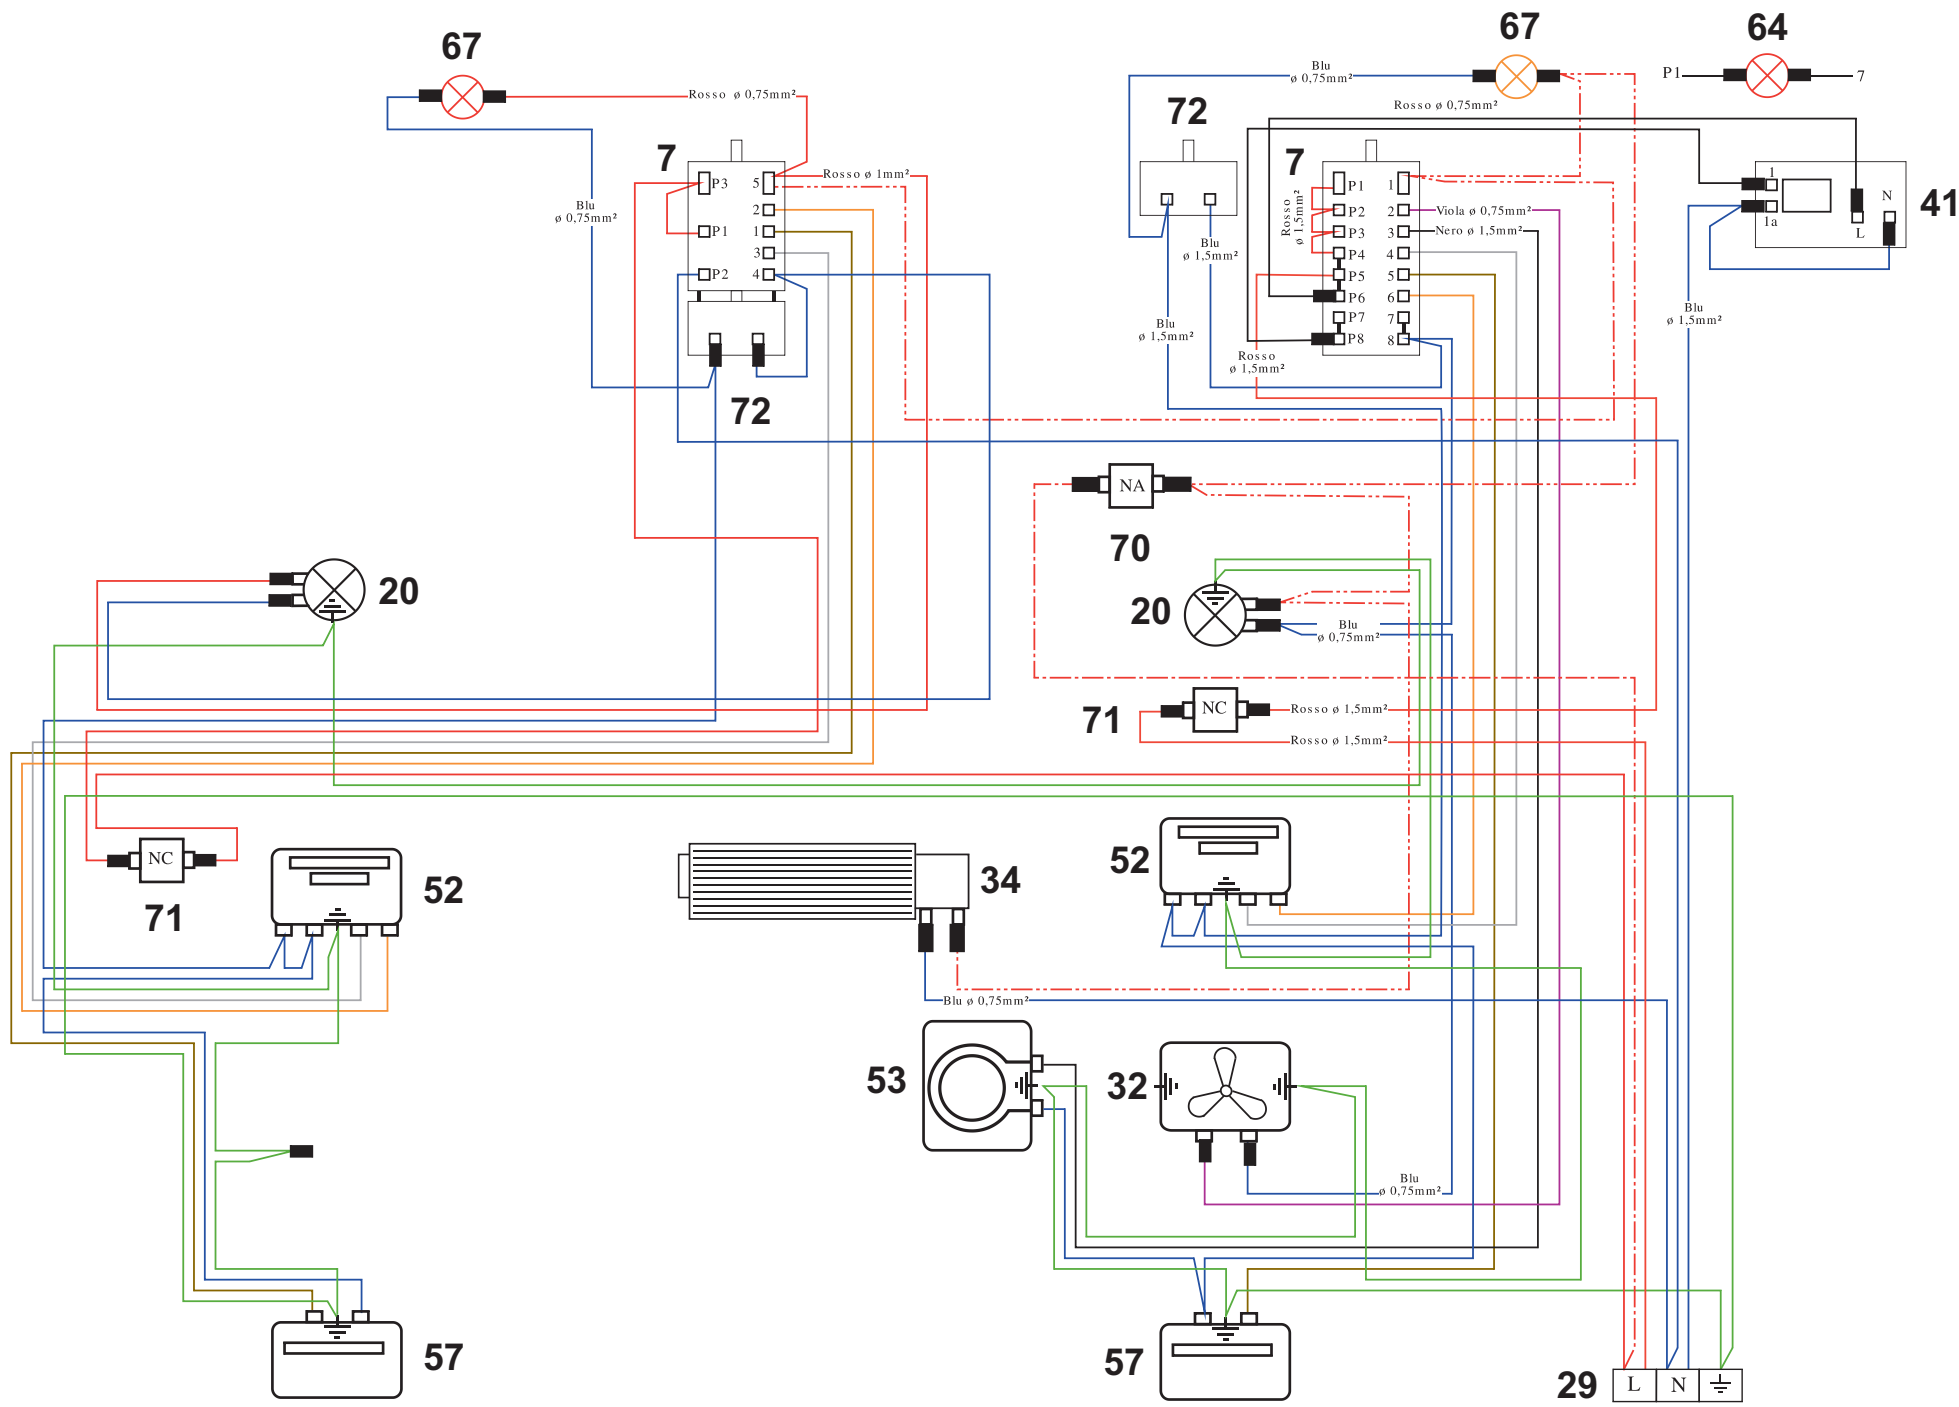 67
67
64
Blu
ø 0,75mm²
P1
7
Rosso ø 0,75mm²
Rosso ø 0,75mm²
72
7
7
P3
5
Rosso ø 1mm²
2
P1
1
3
P2
4
Blu
ø 0,75mm²
72
P1
1
P2
2
Viola ø 0,75mm²
P3
3
Nero ø 1,5mm²
P4
4
P5
5
P6
6
P7
7
P8
8
Rosso
ø 1,5mm²
Blu
ø 1,5mm²
Blu
ø 1,5mm²
Rosso
ø 1,5mm²
1
1a
N
L
41
Blu
ø 1,5mm²
NA
70
20
20
Blu
ø 0,75mm²
71
NC
Rosso ø 1,5mm²
Rosso ø 1,5mm²
NC
71
52
34
52
Blu ø 0,75mm²
53
32
Blu
ø 0,75mm²
57
57
29
L
N